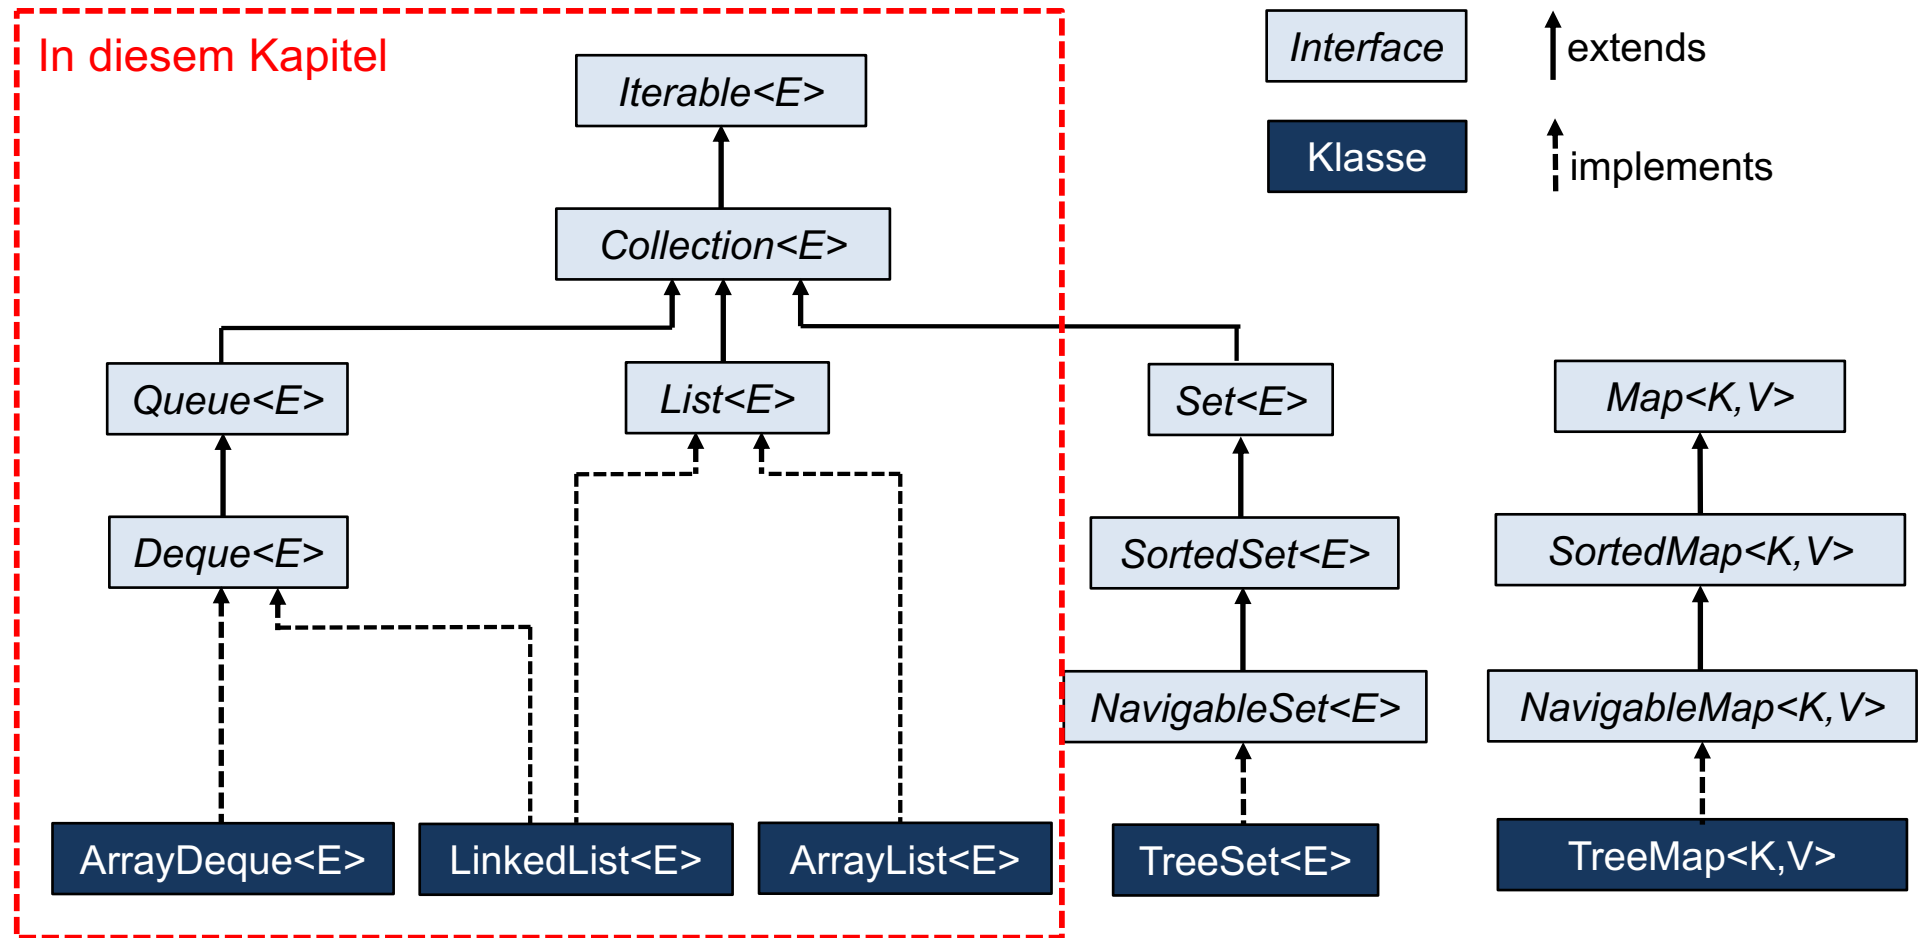 In diesem Kapitel
Interface
extends
Iterable<E>
Klasse
implements
Collection<E>
Queue<E>
List<E>
Set<E>
Map<K,V>
Deque<E>
SortedSet<E>
SortedMap<K,V>
NavigableSet<E>
NavigableMap<K,V>
ArrayDeque<E>
LinkedList<E>
ArrayList<E>
TreeSet<E>
TreeMap<K,V>